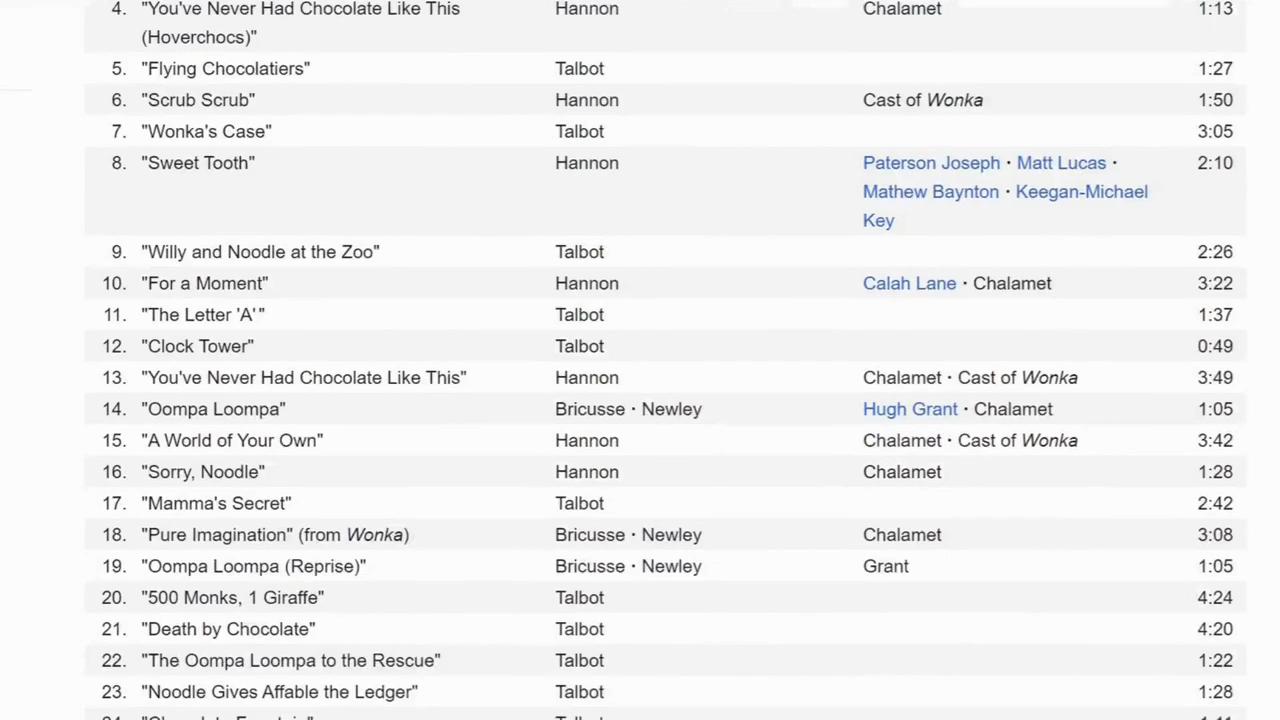 4. "You've Never Had Chocolate Like This Hannon Chalamet 1:13
(Hoverchocs)"
5. "Flying Chocolatiers" Talbot 1:27
6. "Scrub Scrub" Hannon Cast of Wonka 1:50
7. "Wonka's Case" Talbot 3:05
8. "Sweet Tooth" Hannon Paterson Joseph · Matt Lucas · 2:10
Mathew Baynton · Keegan-Michael
Key
9. "Willy and Noodle at the Zoo" Talbot 2:26
10. "For a Moment" Hannon Calah Lane · Chalamet 3:22
11. "The Letter 'A'" Talbot 1:37
12. "Clock Tower" Talbot 0:49
13. "You've Never Had Chocolate Like This" Hannon Chalamet · Cast of Wonka 3:49
14. "Oompa Loompa" Bricusse · Newley Hugh Grant · Chalamet 1:05
15. "A World of Your Own" Hannon Chalamet · Cast of Wonka 3:42
16. "Sorry, Noodle" Hannon Chalamet 1:28
17. "Mamma's Secret" Talbot 2:42
18. "Pure Imagination" (from Wonka) Bricusse · Newley Chalamet 3:08
19. "Oompa Loompa (Reprise)" Bricusse · Newley Grant 1:05
20. "500 Monks, 1 Giraffe" Talbot 4:24
21. "Death by Chocolate" Talbot 4:20
22. "The Oompa Loompa to the Rescue" Talbot 1:22
23. "Noodle Gives Affable the Ledger" Talbot 1:28